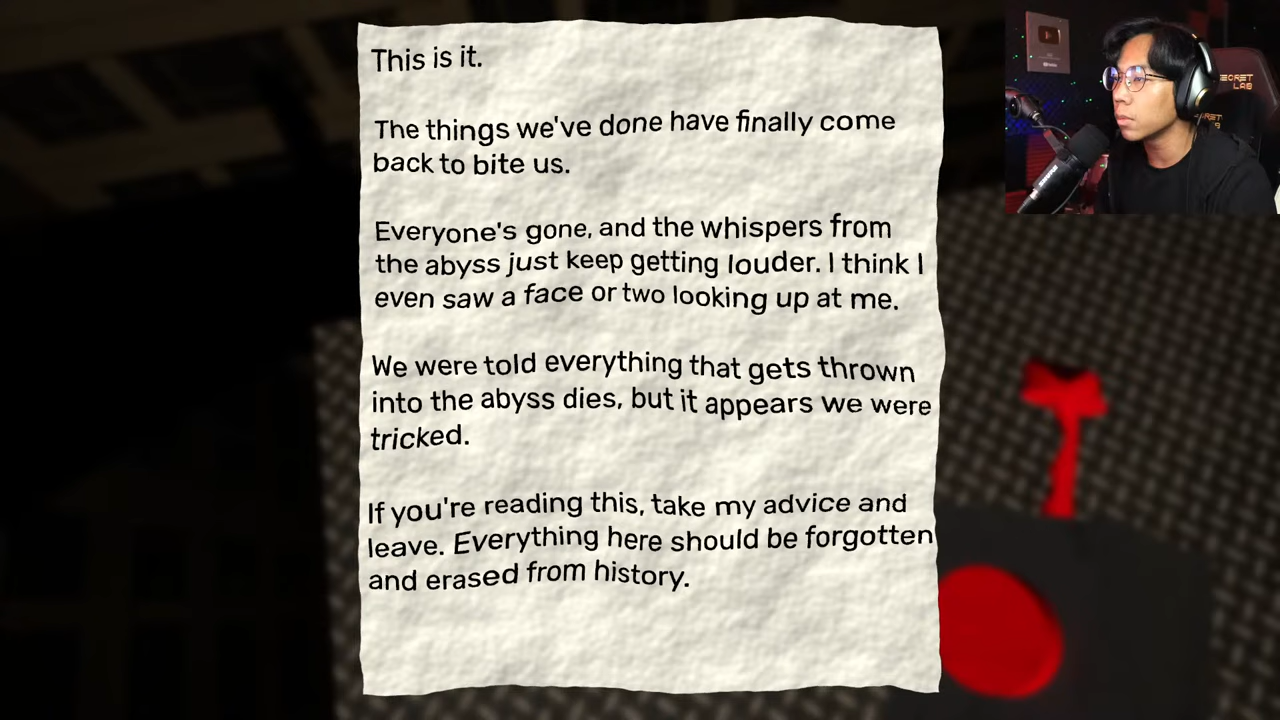 This is it.
The things we've done have finally come
back to bite us.
Everyone's gone, and the whispers from
the abyss just keep getting louder. I think I
even saw a face or two looking up at me.
We were told everything that gets thrown
into the abyss dies, but it appears we were
tricked.
If you're reading this, take my advice and
leave. Everything here should be forgotten
and erased from history.
SECRET
LAB